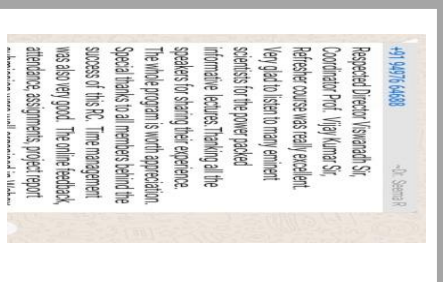 +91 94976 64688 ~Dr. Seema R
Respected Director Viswanadh Sir,
Coordinator Prof. Vijay Kumar Sir,
Refresher course was really excellent.
Very glad to listen to many eminent
scientists for the power packed
informative lectures.Thanking all the
speakers for sharing their experience.
The whole program is worth appreciation.
Special thanks to all members behind the
success of this RC. Time management
was also very good. The online feedback,
attendance, assignments, project report